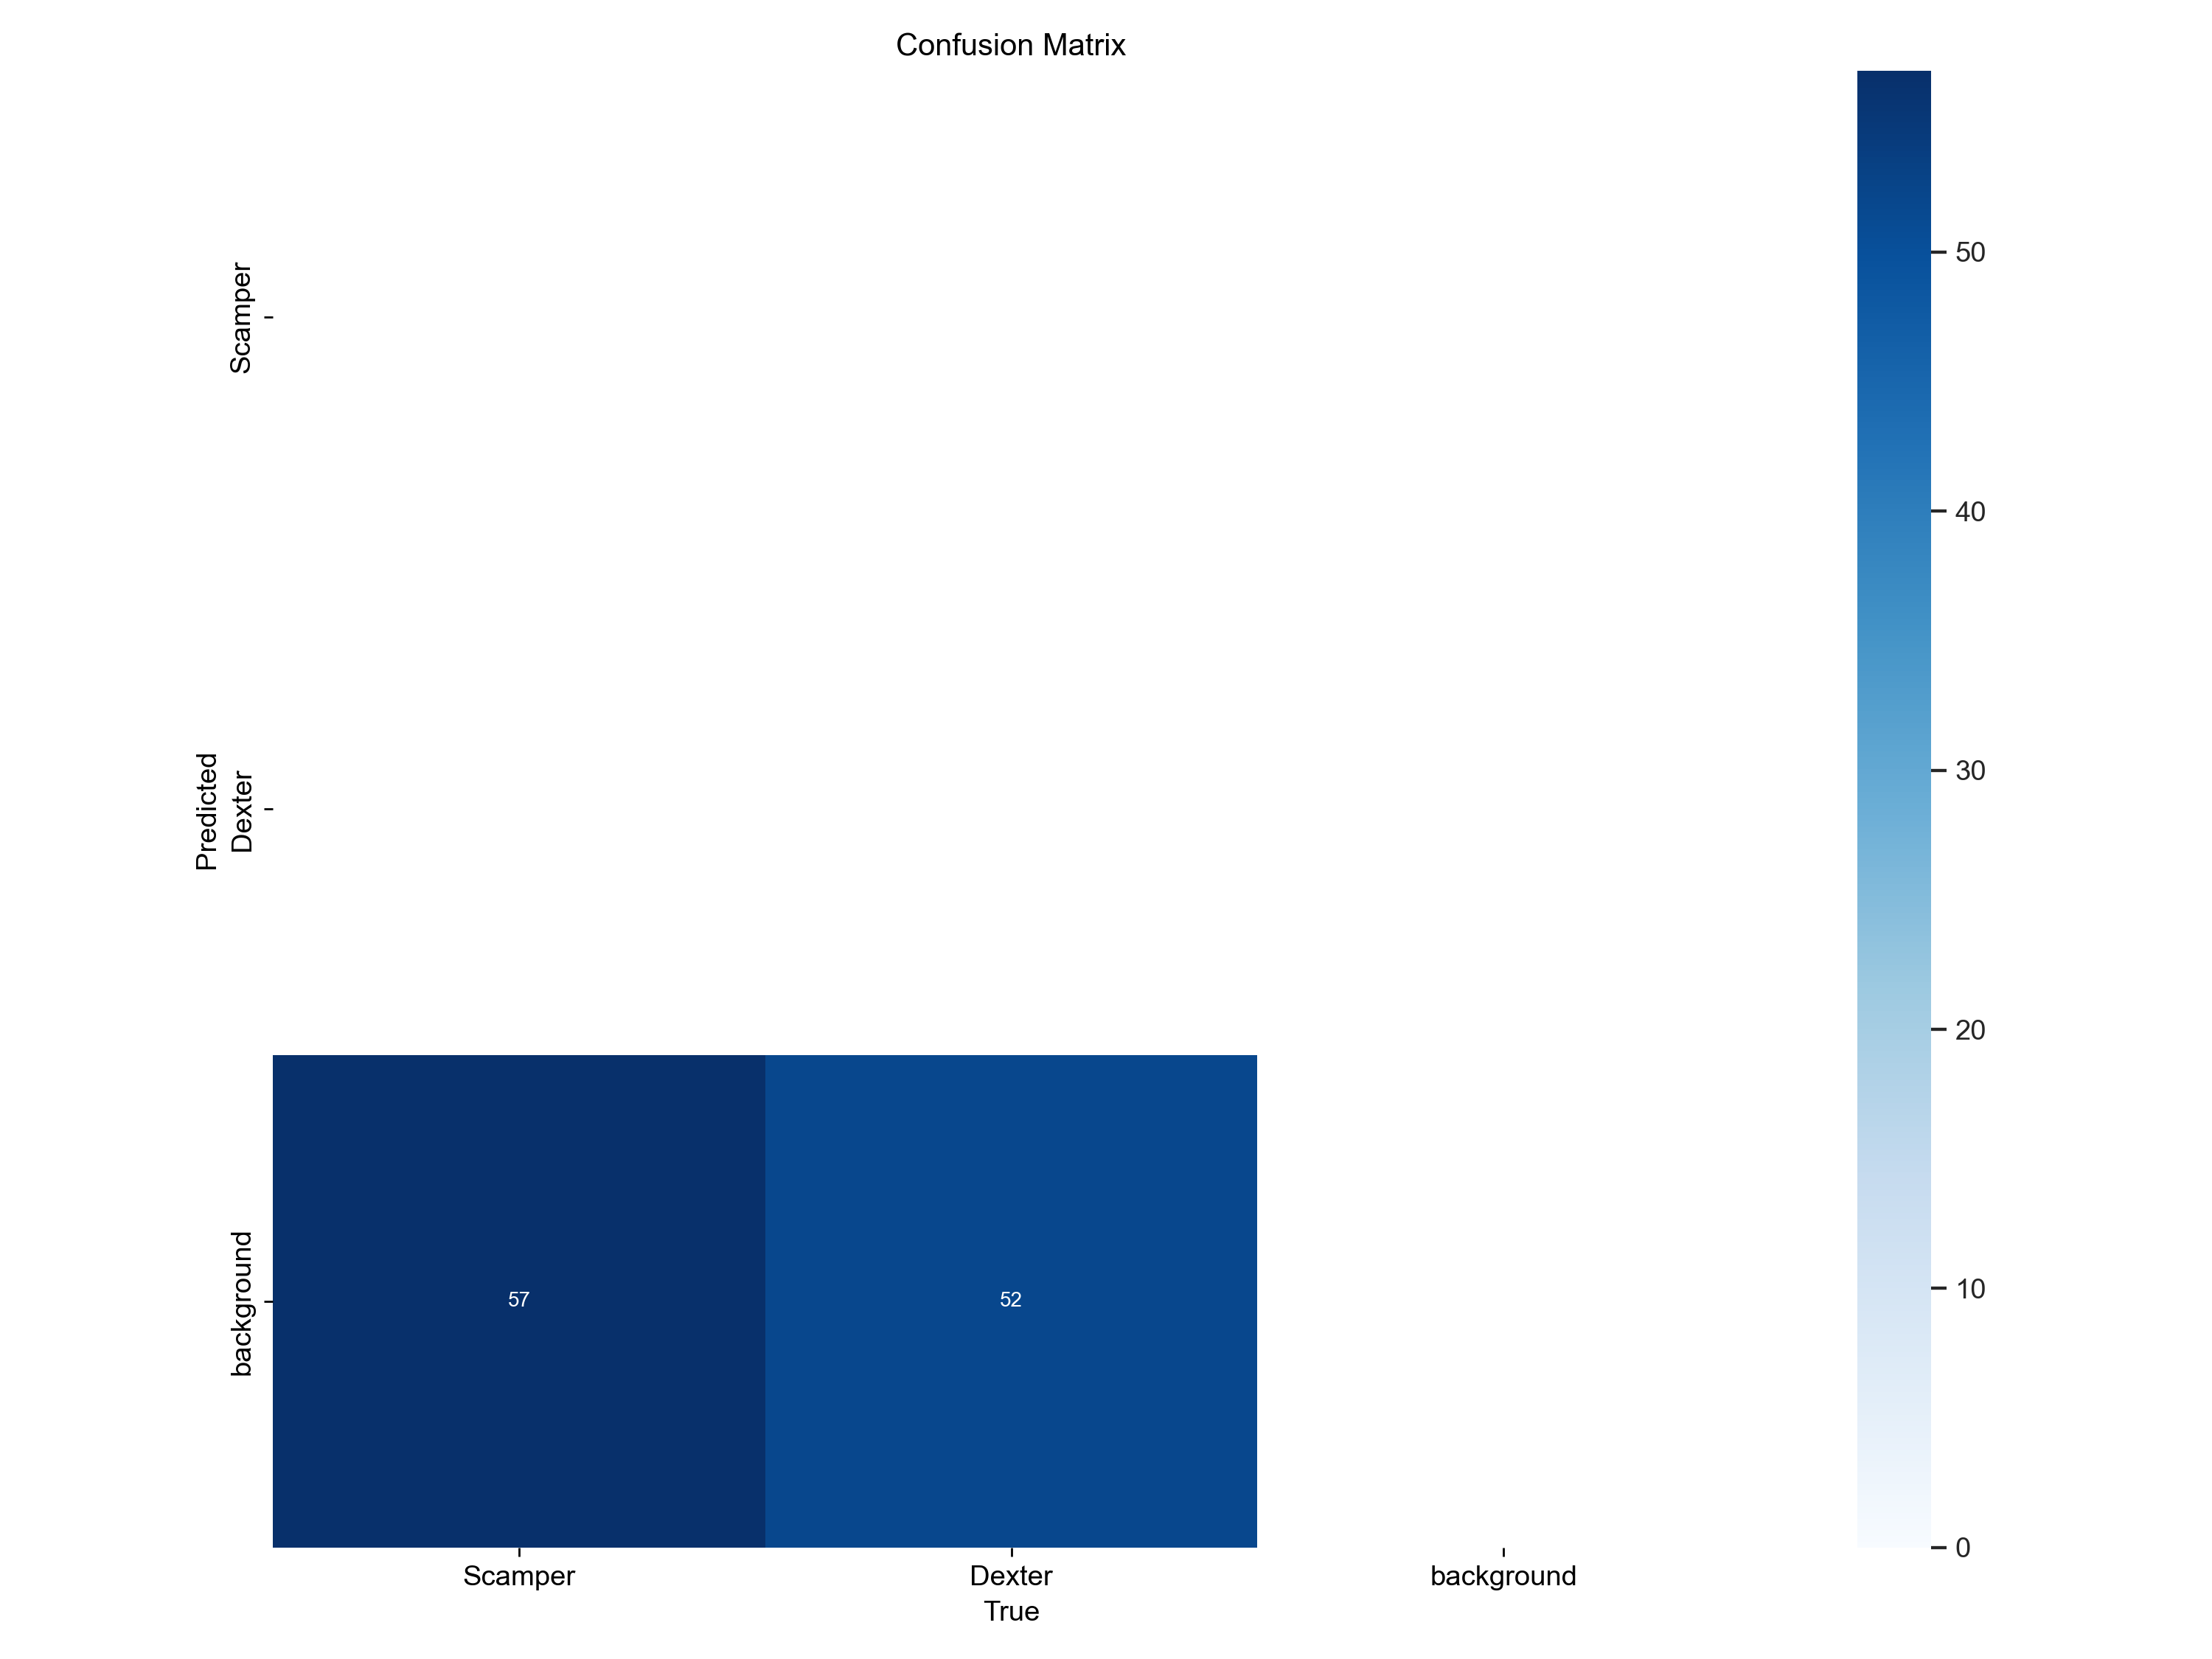 Confusion Matrix
Predicted
Scamper
Dexter
background
57
52
Scamper
Dexter
background
True
50
40
30
20
10
0